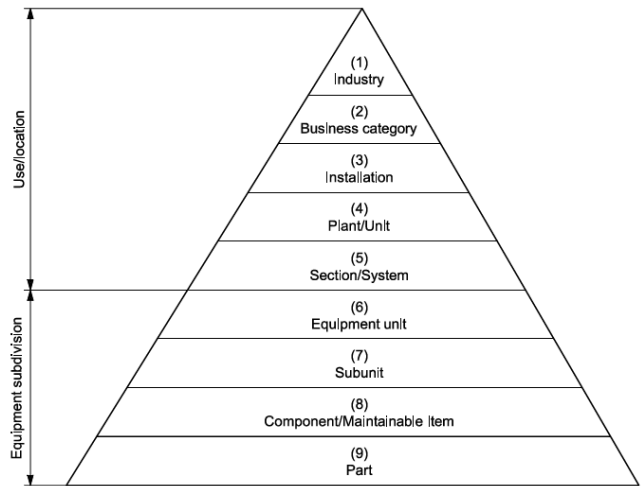 (1)
Industry
(2)
Business category
(3)
Installation
(4)
Plant/Unit
(5)
Section/System
(6)
Equipment unit
(7)
Subunit
(8)
Component/Maintainable Item
(9)
Part
Use/location
Equipment subdivision